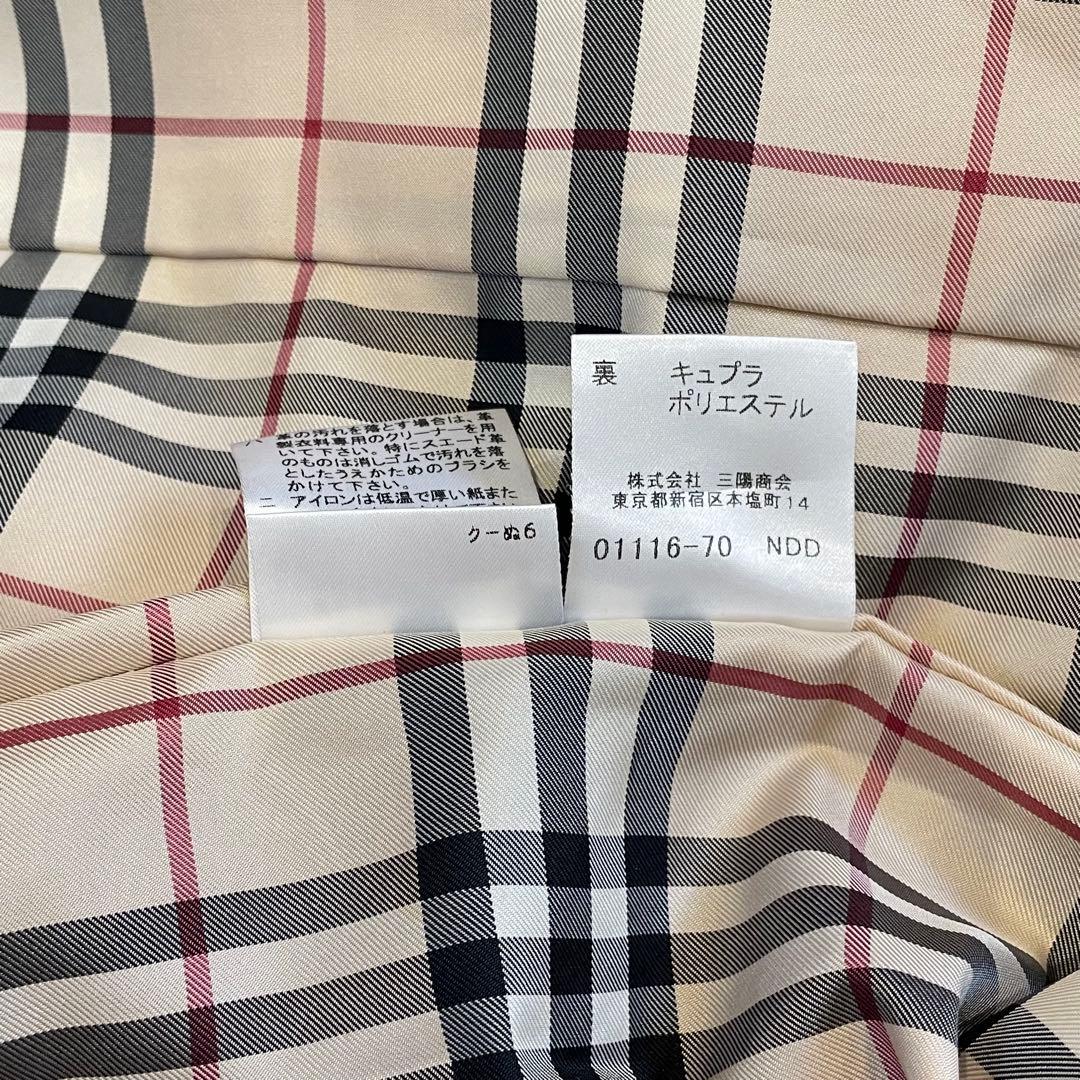 ハ 革の汚れを落とす場合は、革
製衣料専用のクリーナーを用
いて下さい。特にスエード革
のものは消しゴムで汚れを落
としたうえかためのブラシを
かけて下さい。
ニ アイロンは低温で厚い紙また
クーぬ6
裏 キュプラ
ポリエステル
株式会社 三陽商会
東京都新宿区本塩町14
01116-70 NDD